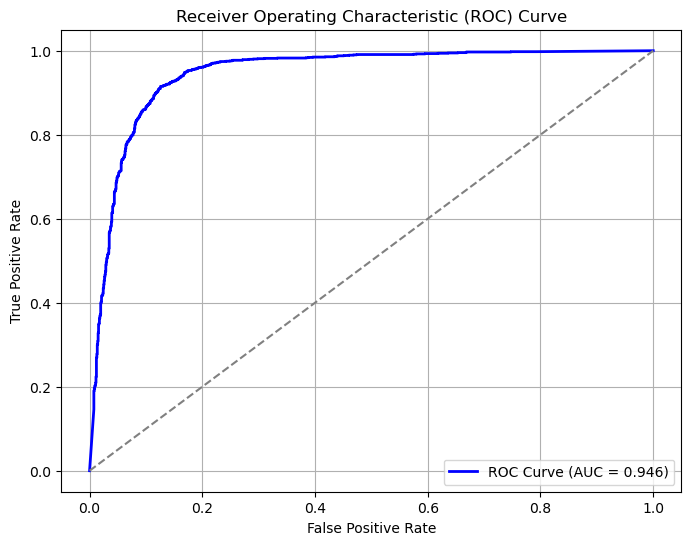 Receiver Operating Characteristic (ROC) Curve
1.0
0.8
0.6
0.4
0.2
0.0
True Positive Rate
ROC Curve (AUC = 0.946)
0.0 0.2 0.4 0.6 0.8 1.0
False Positive Rate